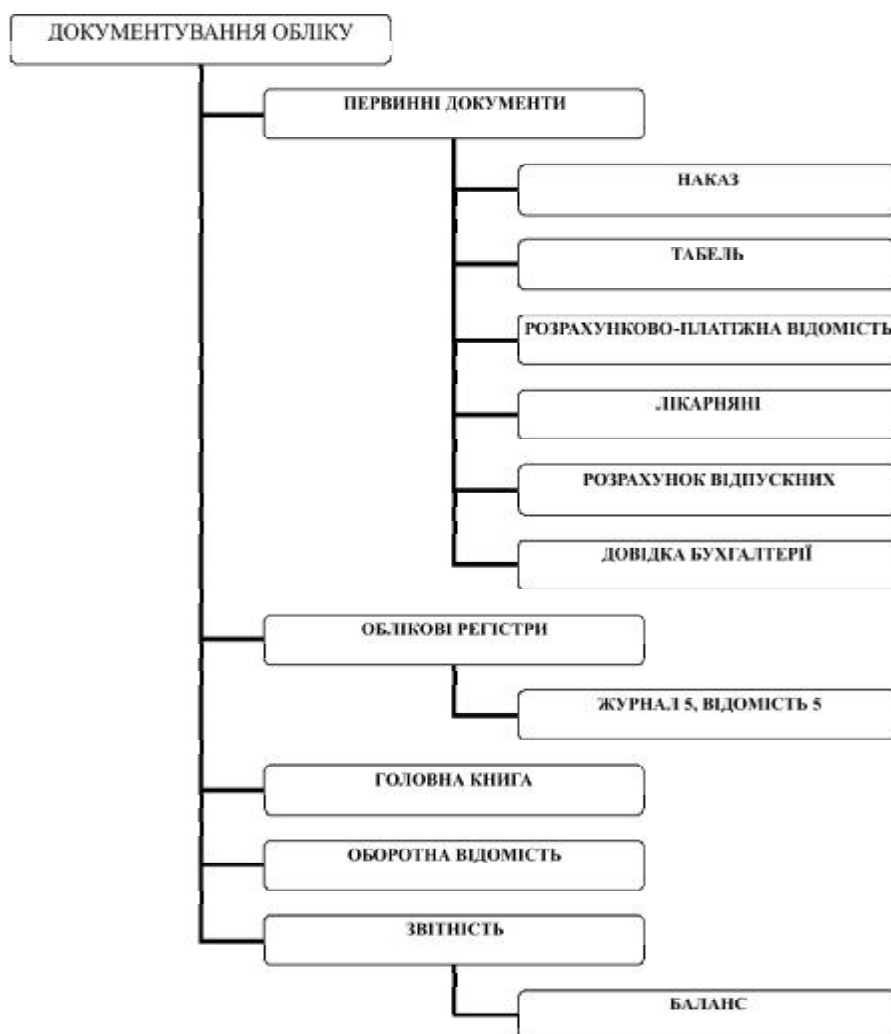 ДОКУМЕНТУВАННЯ ОБЛІКУ
ПЕРВИННІ ДОКУМЕНТИ
НАКАЗ
ТАБЕЛЬ
РОЗРАХУНКОВО-ПЛАТІЖНА ВІДОМІСТЬ
ЛІКАРНЯНІ
РОЗРАХУНОК ВІДПУСКНИХ
ДОВІДКА БУХГАЛТЕРІЇ
ОБЛІКОВІ РЕГІСТРИ
ЖУРНАЛ 5, ВІДОМІСТЬ 5
ГОЛОВНА КНИГА
ОБОРОТНА ВІДОМІСТЬ
ЗВІТНІСТЬ
БАЛАНС